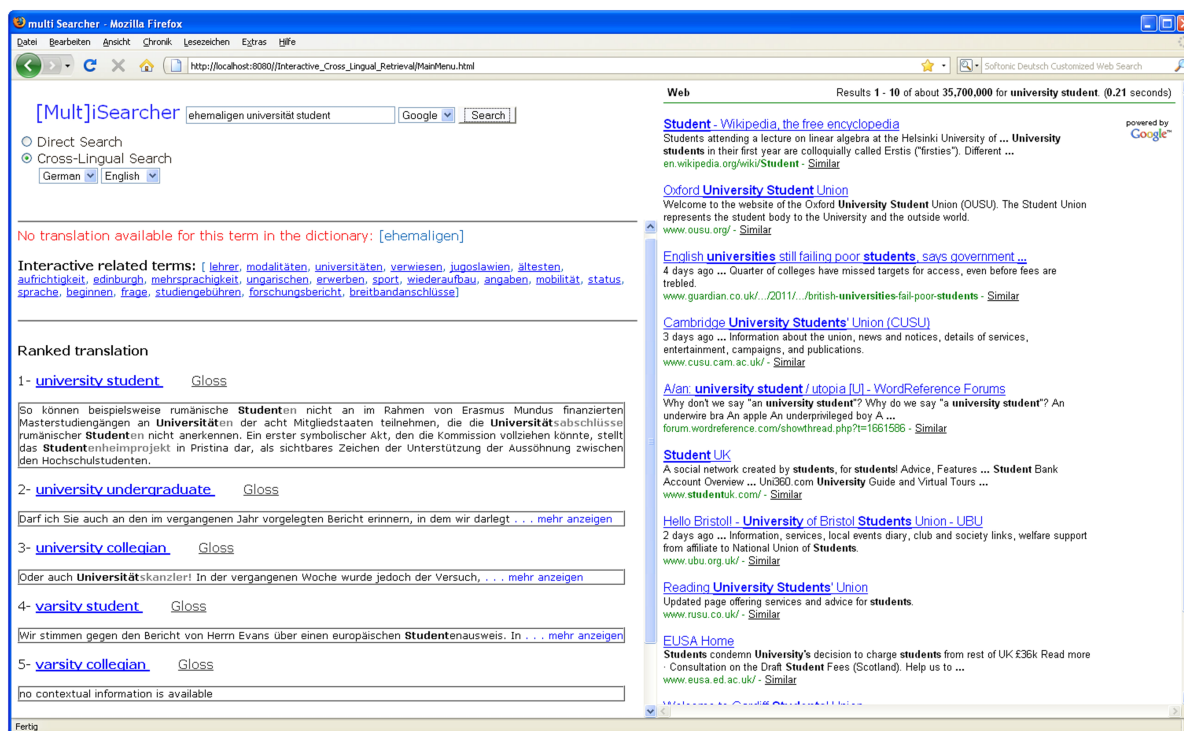 multi Searcher - Mozilla Firefox
Datei Bearbeiten Ansicht Chronik Lesezeichen Extras Hilfe
http://localhost:8080//Interactive_Cross_Lingual_Retrieval/MainMenu.html
Softonic Deutsch Customized Web Search
[Mult]iSearcher ehemaligen universität student Google Search
Direct Search
Cross-Lingual Search
German English
No translation available for this term in the dictionary: [ehemaligen]
Interactive related terms: [ lehrer, modalitäten, universitäten, verwiesen, jugoslawien, ältesten,
aufrichtigkeit, edinburgh, mehrsprachigkeit, ungarischen, erwerben, sport, wiederaufbau, angaben, mobilität, status,
sprache, beginnen, frage, studiengebühren, forschungsbericht, breitbandanschlüsse]
Ranked translation
1- university student Gloss
So können beispielsweise rumänische Studenten nicht an im Rahmen von Erasmus Mundus finanzierten
Masterstudiengängen an Universitäten der acht Mitgliedstaaten teilnehmen, die die Universitätsabschlüsse
rumänischer Studenten nicht anerkennen. Ein erster symbolischer Akt, den die Kommission vollziehen könnte, stellt
das Studentenheimprojekt in Pristina dar, als sichtbares Zeichen der Unterstützung der Aussöhnung zwischen
den Hochschulstudenten.
2- university undergraduate Gloss
Darf ich Sie auch an den im vergangenen Jahr vorgelegten Bericht erinnern, in dem wir darlegt . . . mehr anzeigen
3- university collegian Gloss
Oder auch Universitätskanzler! In der vergangenen Woche wurde jedoch der Versuch, . . . mehr anzeigen
4- varsity student Gloss
Wir stimmen gegen den Bericht von Herrn Evans über einen europäischen Studentenausweis. In . . . mehr anzeigen
5- varsity collegian Gloss
no contextual information is available
Web Results 1 - 10 of about 35,700,000 for university student. (0.21 seconds)
powered by
Google™
Student - Wikipedia, the free encyclopedia
Students attending a lecture on linear algebra at the Helsinki University of ... University
students in their first year are colloquially called Erstis ("firsties"). Different ...
en.wikipedia.org/wiki/Student - Similar
Oxford University Student Union
Welcome to the website of the Oxford University Student Union (OUSU). The Student Union
represents the student body to the University and the outside world.
www.ousu.org/ - Similar
English universities still failing poor students, says government ...
4 days ago ... Quarter of colleges have missed targets for access, even before fees are
trebled.
www.guardian.co.uk/.../2011/.../british-universities-fail-poor-students - Similar
Cambridge University Students' Union (CUSU)
3 days ago ... Information about the union, news and notices, details of services,
entertainment, campaigns, and publications.
www.cusu.cam.ac.uk/ - Similar
A/an: university student / utopia [U] - WordReference Forums
Why don't we say "an university student"? Why do we say "a university student"? An
underwire bra An apple An underprivileged boy A ...
forum.wordreference.com/showthread.php?t=1661586 - Similar
Student UK
A social network created by students, for students! Advice, Features ... Student Bank
Account Overview ... Uni360.com University Guide and Virtual Tours ...
www.studentuk.com/ - Similar
Hello Bristol! - University of Bristol Students Union - UBU
2 days ago ... Information, services, local events diary, club and society links, welfare support
from affiliate to National Union of Students.
www.ubu.org.uk/ - Similar
Reading University Students' Union
Updated page offering services and advice for students.
www.rusu.co.uk/ - Similar
EUSA Home
Students condemn University's decision to charge students from rest of UK £36k Read more
· Consultation on the Draft Student Fees (Scotland). Help us to ...
www.eusa.ed.ac.uk/ - Similar
Fertig